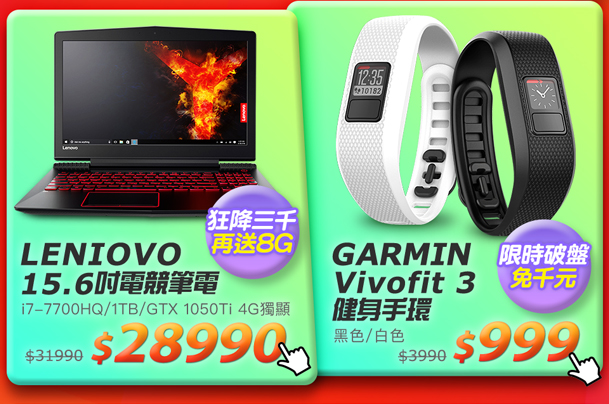 Lenovo
Lenovo
狂降三千
再送8G
LENIOVO
15.6吋電競筆電
i7-7700HQ/1TB/GTX 1050Ti 4G獨顯
$31990 $28990
12:35
10182
限時破盤
免千元
GARMIN
Vivofit 3
健身手環
黑色/白色
$3990 $999